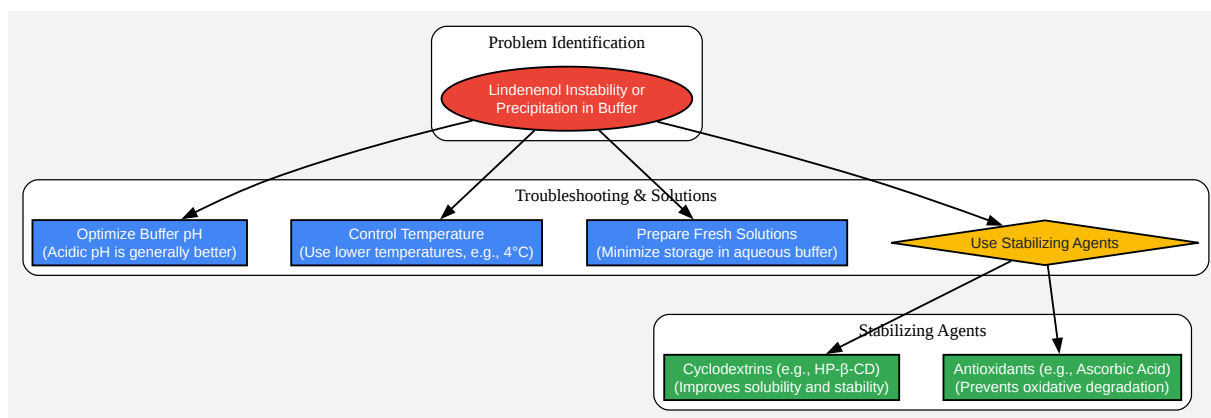 Problem Identification
Lindenenol Instability or
Precipitation in Buffer
Troubleshooting & Solutions
Optimize Buffer pH
(Acidic pH is generally better)
Control Temperature
(Use lower temperatures, e.g., 4°C)
Prepare Fresh Solutions
(Minimize storage in aqueous buffer)
Use Stabilizing Agents
Stabilizing Agents
Cyclodextrins (e.g., HP-β-CD)
(Improves solubility and stability)
Antioxidants (e.g., Ascorbic Acid)
(Prevents oxidative degradation)